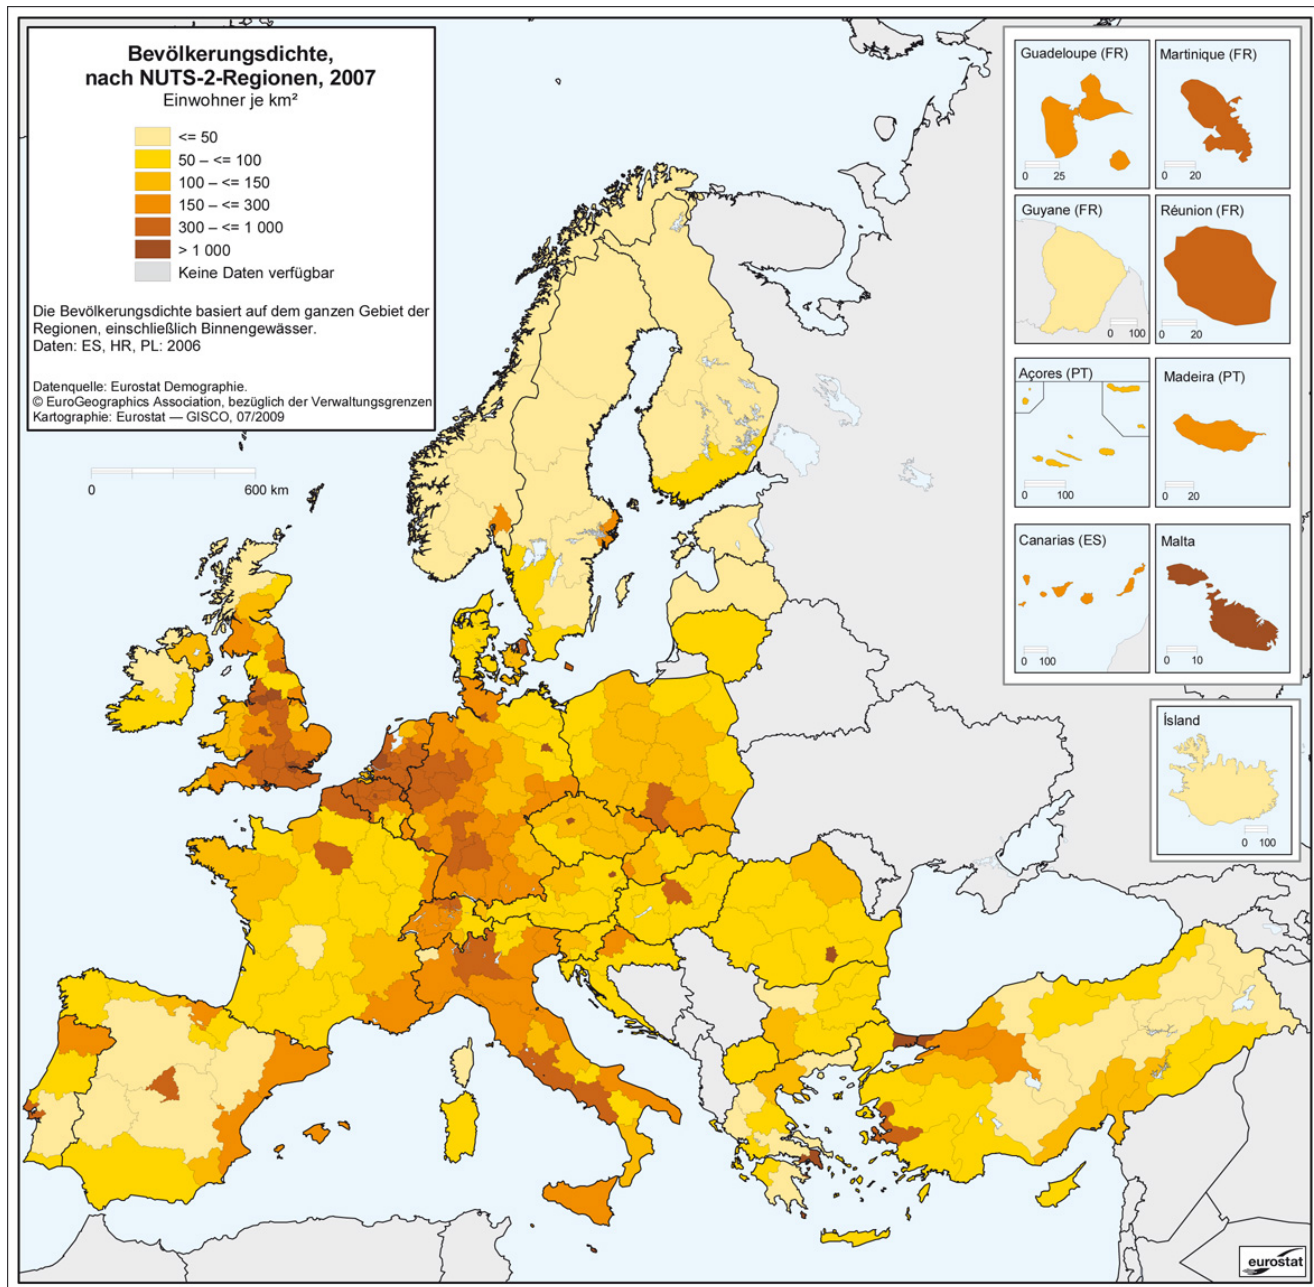 Bevölkerungsdichte,
nach NUTS-2-Regionen, 2007
Einwohner je km²
<= 50
50 – <= 100
100 – <= 150
150 – <= 300
300 – <= 1 000
> 1 000
Keine Daten verfügbar
Die Bevölkerungsdichte basiert auf dem ganzen Gebiet der
Regionen, einschließlich Binnengewässer.
Daten: ES, HR, PL: 2006
Datenquelle: Eurostat Demographie.
© EuroGeographics Association, bezüglich der Verwaltungsgrenzen
Kartographie: Eurostat — GISCO, 07/2009
0 600 km
Guadeloupe (FR)
0 25
Martinique (FR)
0 20
Guyane (FR)
0 100
Réunion (FR)
0 20
Açores (PT)
0 100
Madeira (PT)
0 20
Canarias (ES)
0 100
Malta
0 10
Ísland
0 100
eurostat